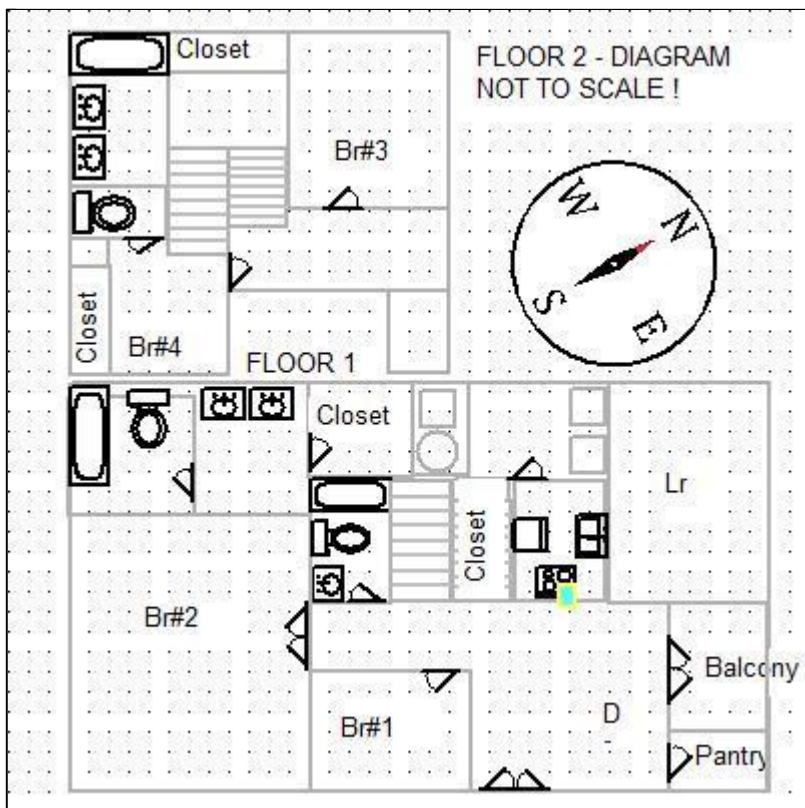 Closet
FLOOR 2 - DIAGRAM
NOT TO SCALE !
Br#3
W
N
S
E
Closet
Br#4
FLOOR 1
Closet
Lr
Closet
Br#2
Balcony
Br#1
D
Pantry